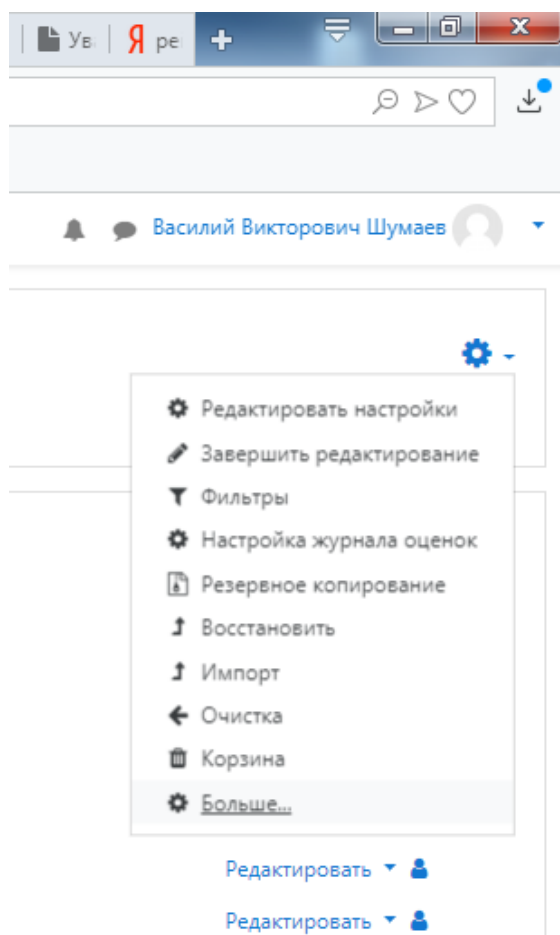 Ув Я ре
Василий Викторович Шумаев
Редактировать настройки
Завершить редактирование
Фильтры
Настройка журнала оценок
Резервное копирование
Восстановить
Импорт
Очистка
Корзина
Больше...
Редактировать
Редактировать